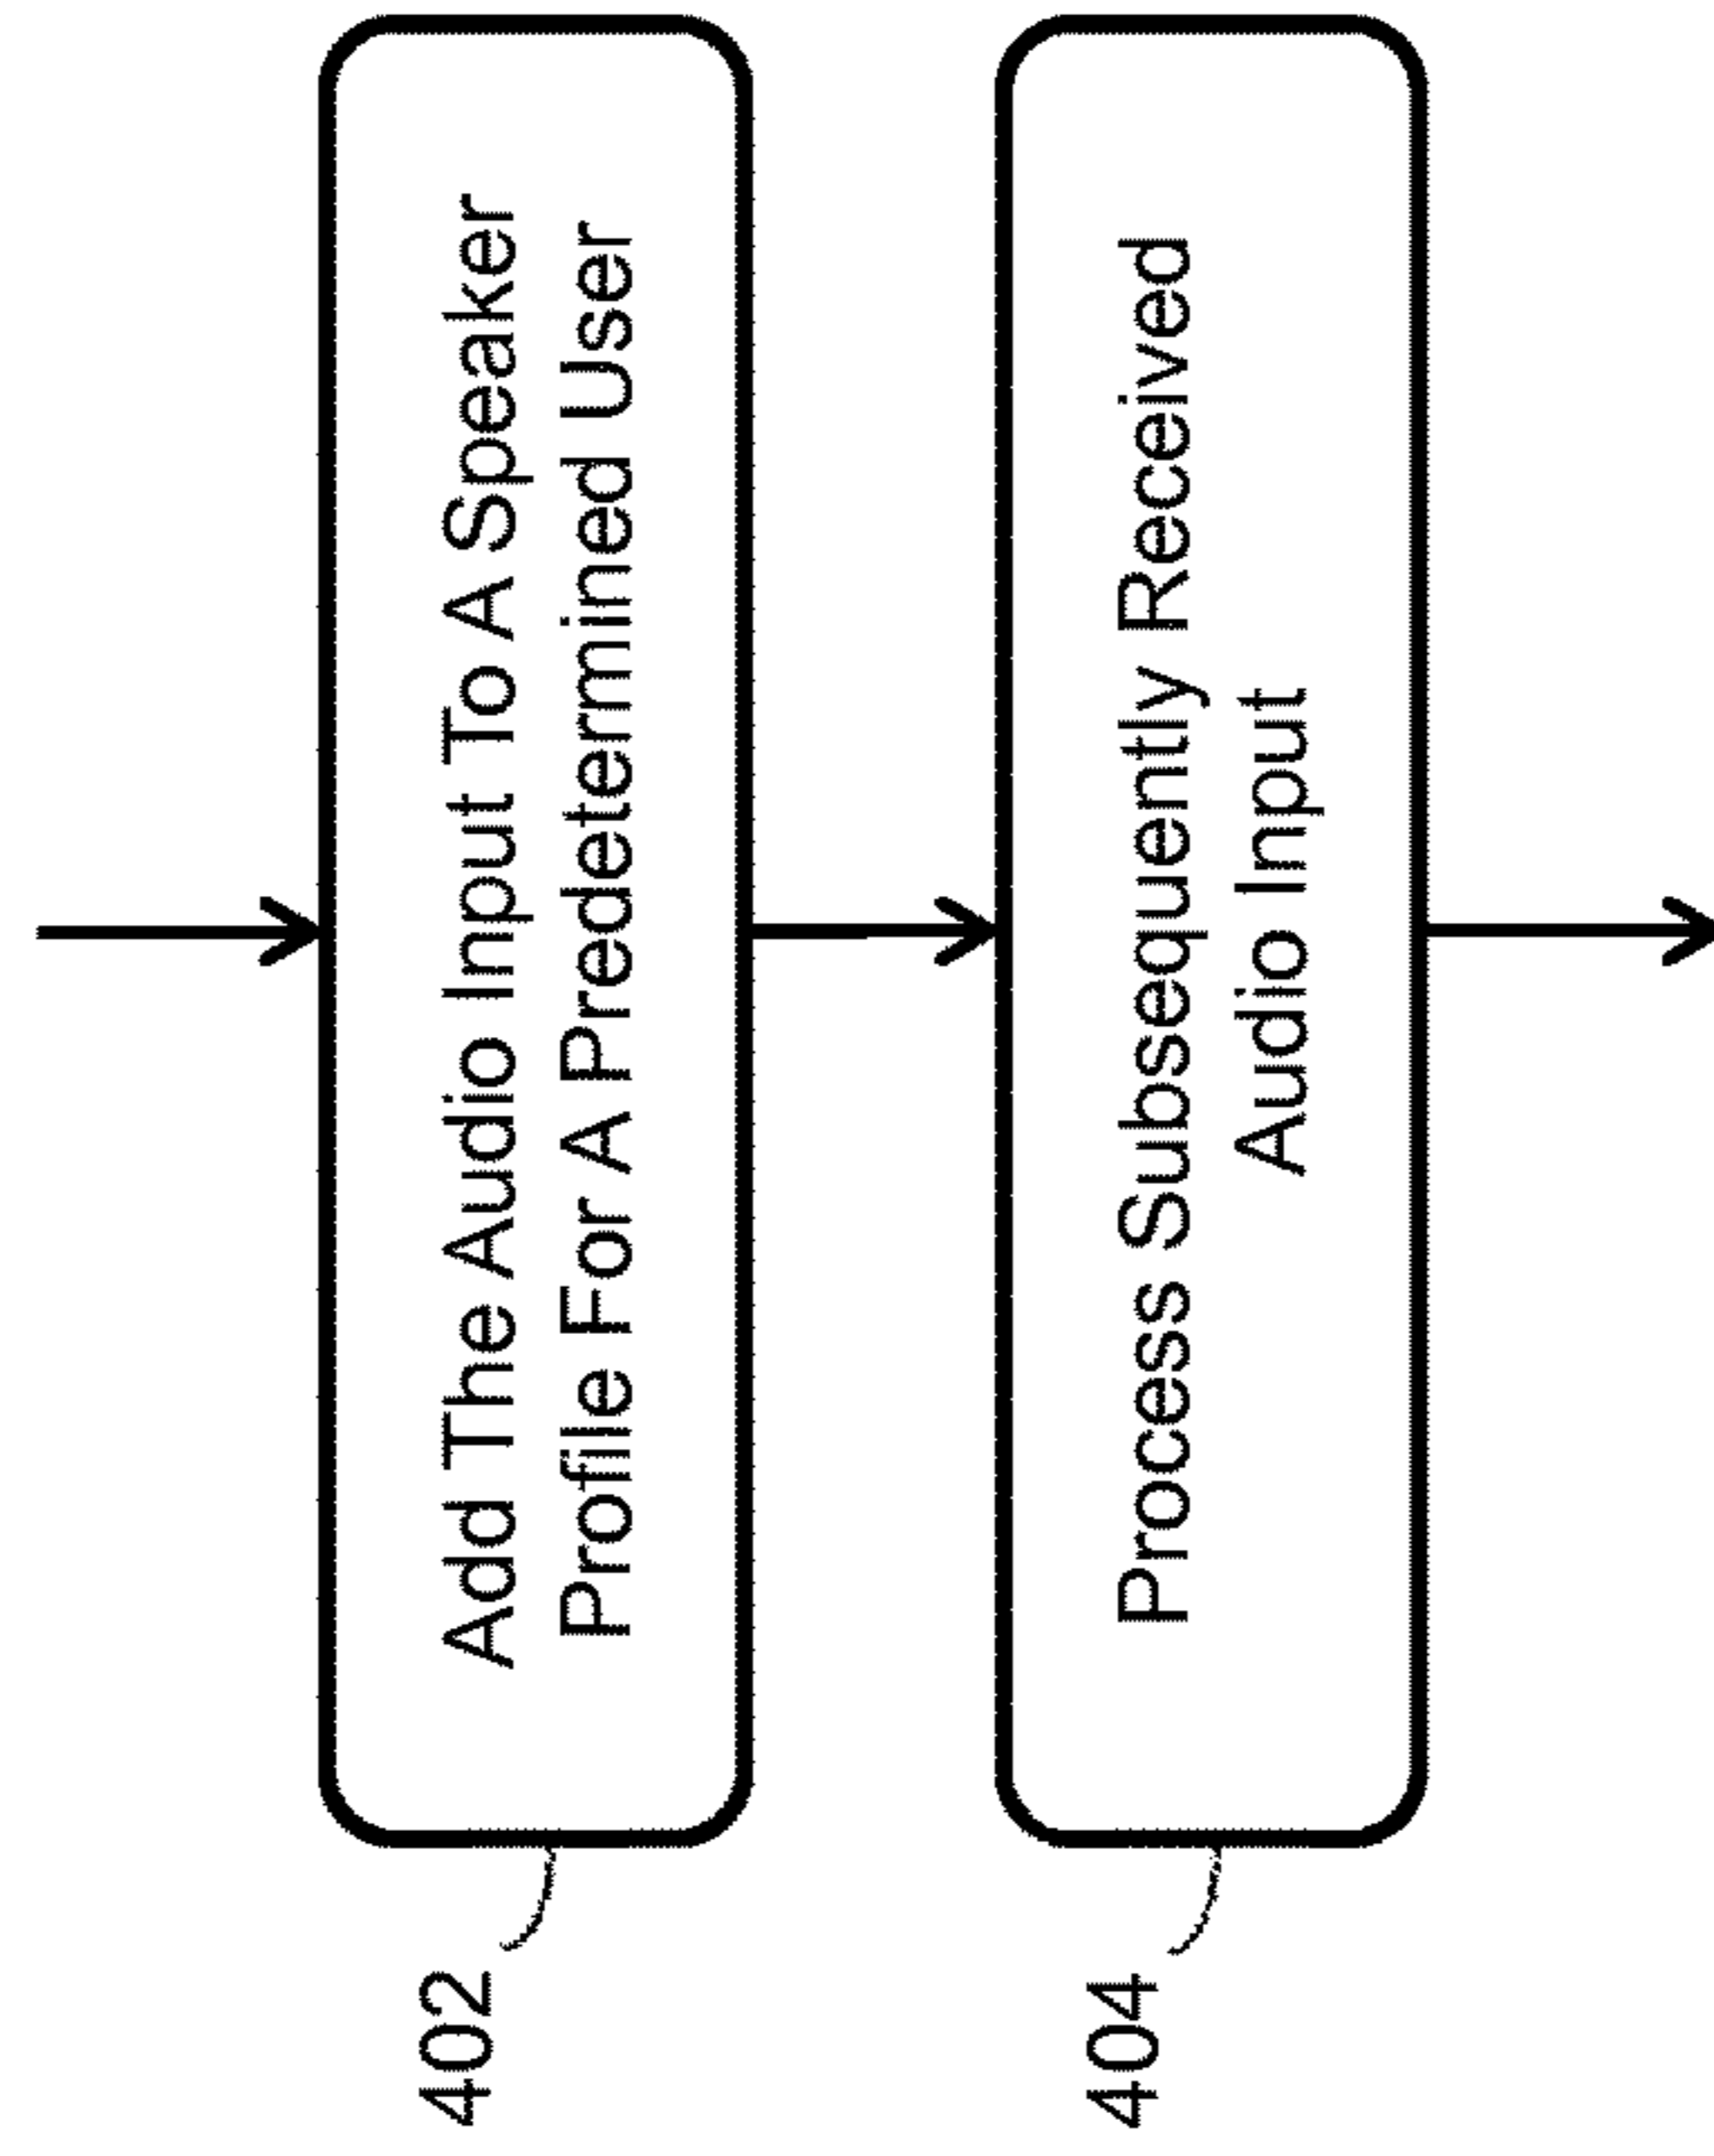 402
Add The Audio Input To A Speaker
Profile For A Predetermined User
404
Process Subsequently Received
Audio Input